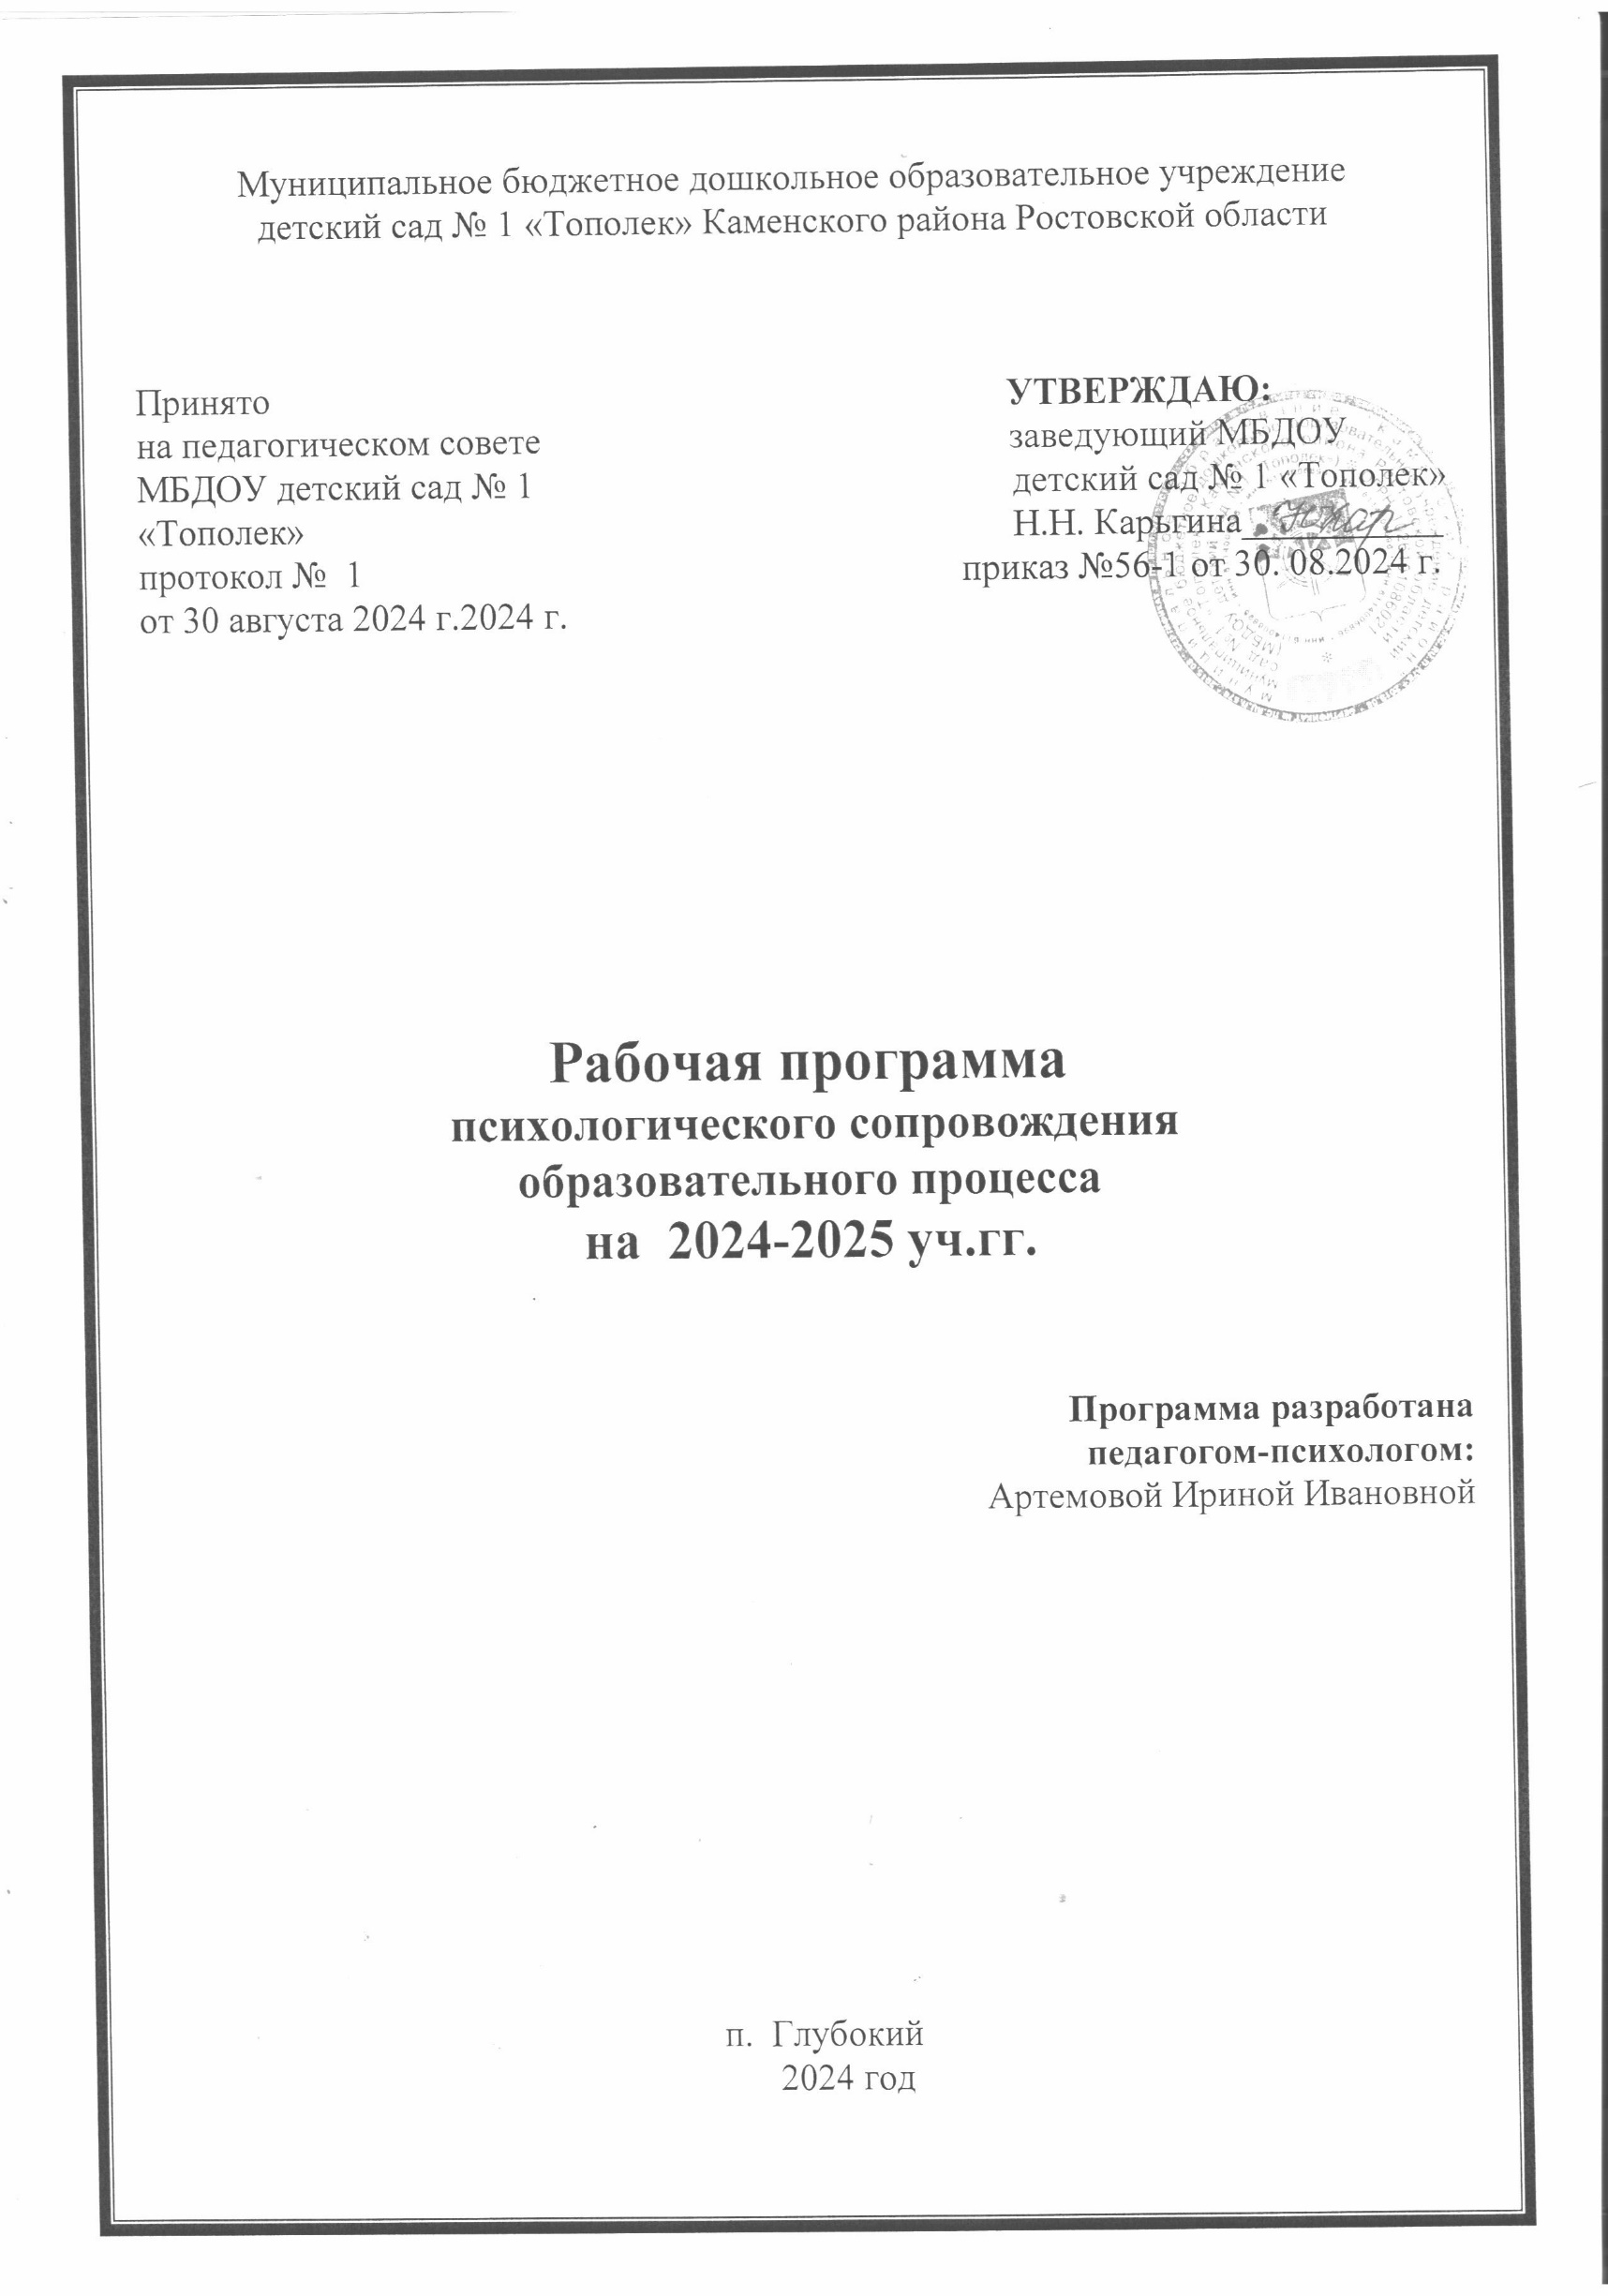 Муниципальное бюджетное дошкольное образовательное учреждение
детский сад № 1 «Тополек» Каменского района Ростовской области
Принято
на педагогическом совете
МБДОУ детский сад № 1
«Тополек»
протокол № 1
от 30 августа 2024 г.2024 г.
УТВЕРЖДАЮ:
заведующий МБДОУ
детский сад № 1 «Тополек»
Н.Н. Карьгина
приказ №56-1 от 30. 08.2024 г.
Рабочая программа
психологического сопровождения
образовательного процесса
на 2024-2025 уч.гг.
Программа разработана
педагогом-психологом:
Артемовой Ириной Ивановной
п. Глубокий
2024 год